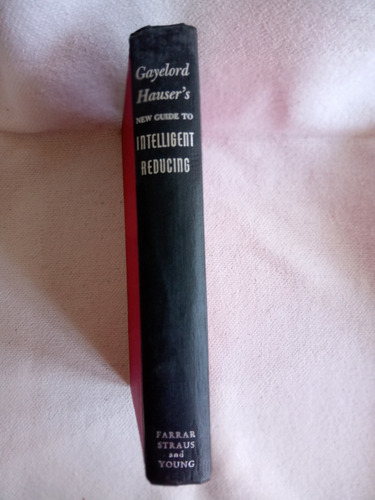 Gayelord
Hauser's
NEW GUIDE TO
INTELLIGENT
REDUCING
FARRAR
STRAUS
and
YOUNG